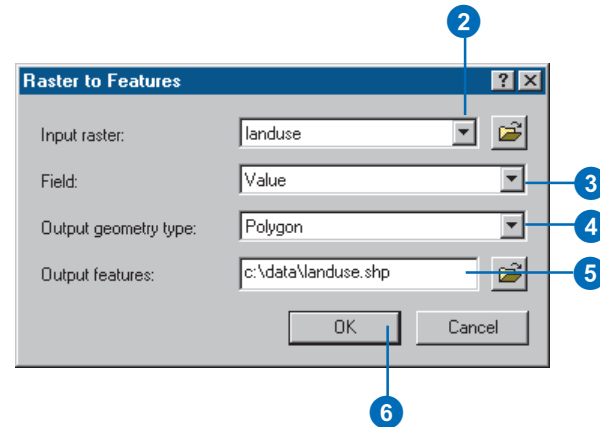 2
Raster to Features ? ×
Input raster: landuse
Field: Value 3
Output geometry type: Polygon 4
Output features: c:\data\landuse.shp 5
OK Cancel
6